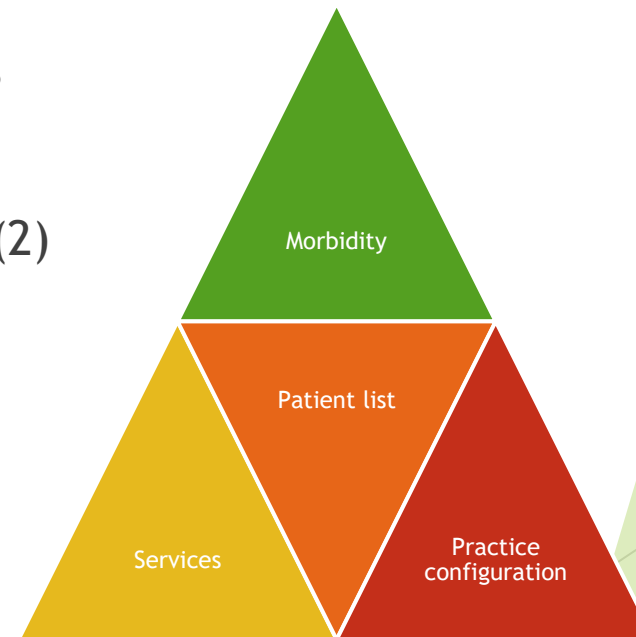 (2)
Morbidity
Patient list
Services
Practice
configuration